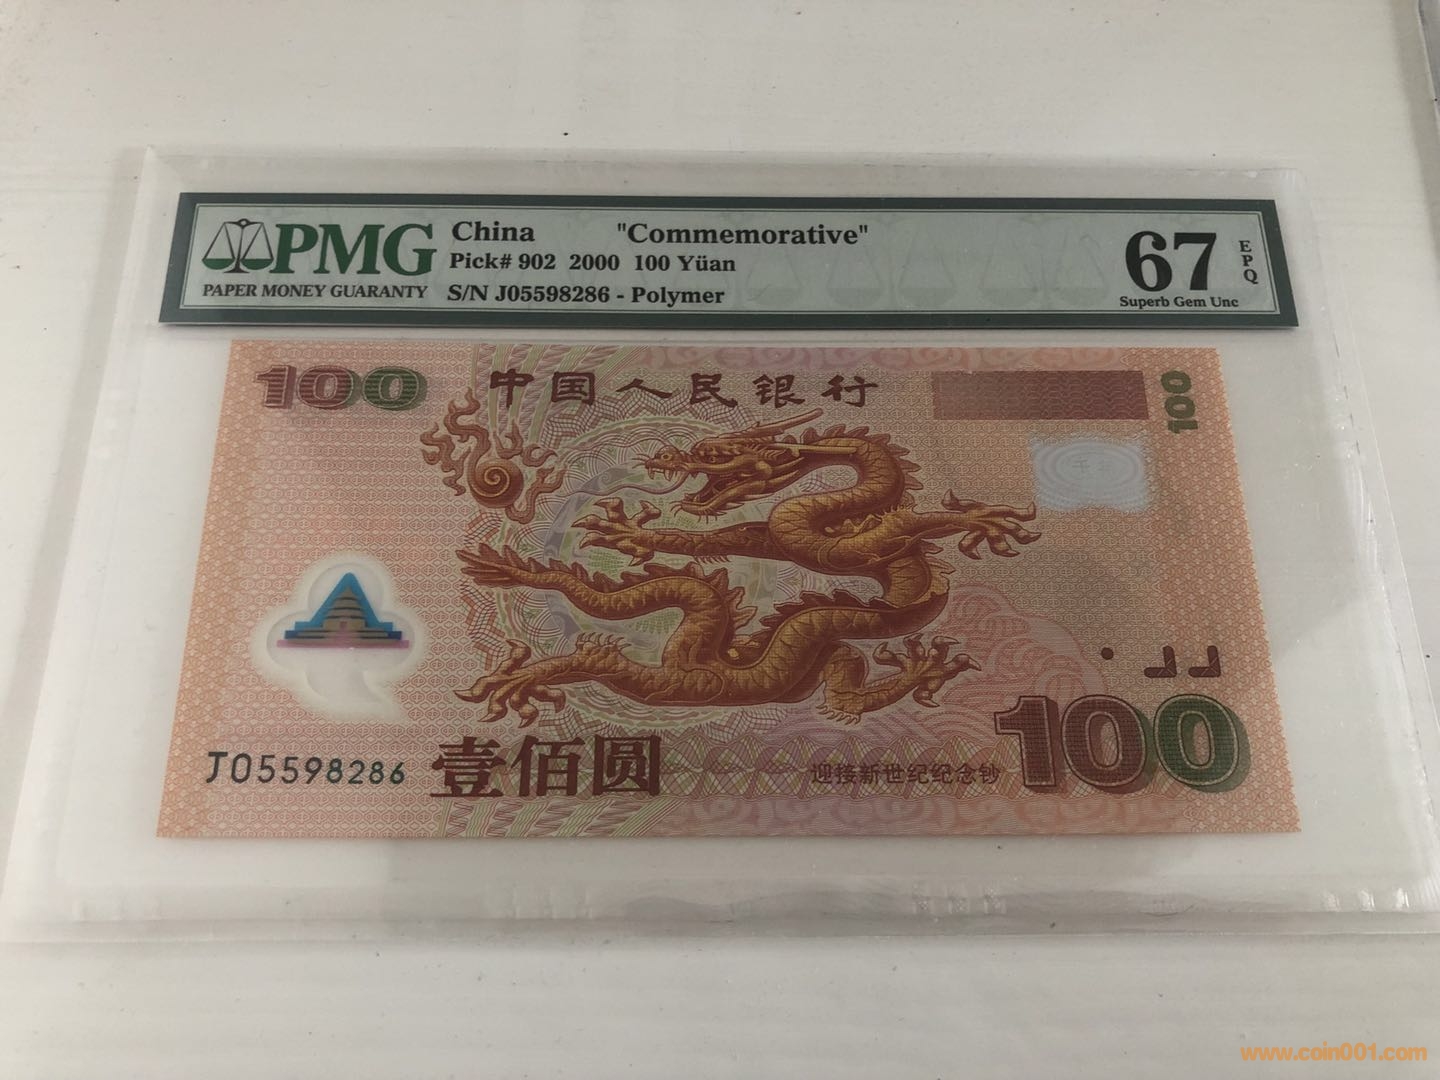 PMG
PAPER MONEY GUARANTY
China "Commemorative"
Pick# 902 2000 100 Yüan
S/N J05598286 - Polymer
67
EPQ
Superb Gem Unc
100
中国人民银行
100
J05598286
壹佰圆
迎接新世纪纪念钞
100
www.coin001.com